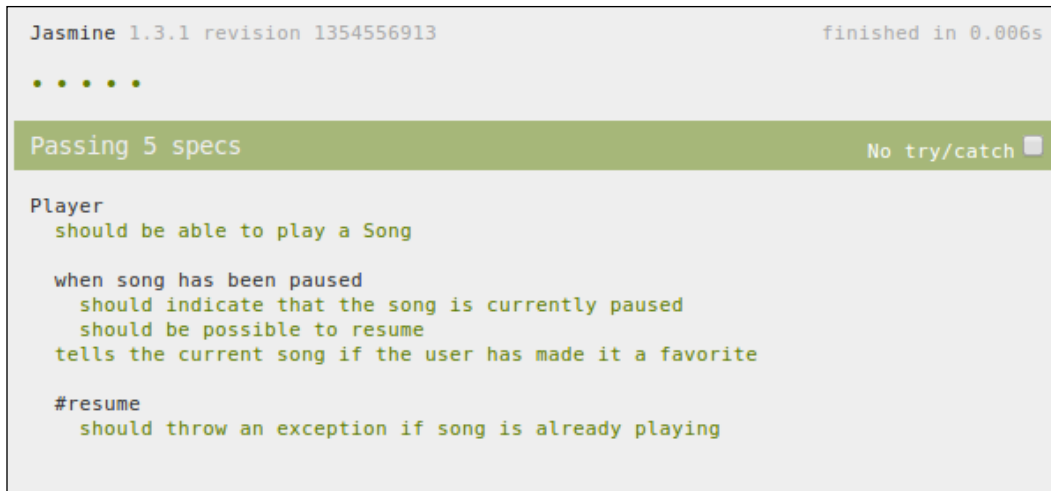 Jasmine 1.3.1 revision 1354556913 finished in 0.006s
• • • • •
Passing 5 specs No try/catch
Player
should be able to play a Song
when song has been paused
should indicate that the song is currently paused
should be possible to resume
tells the current song if the user has made it a favorite
#resume
should throw an exception if song is already playing